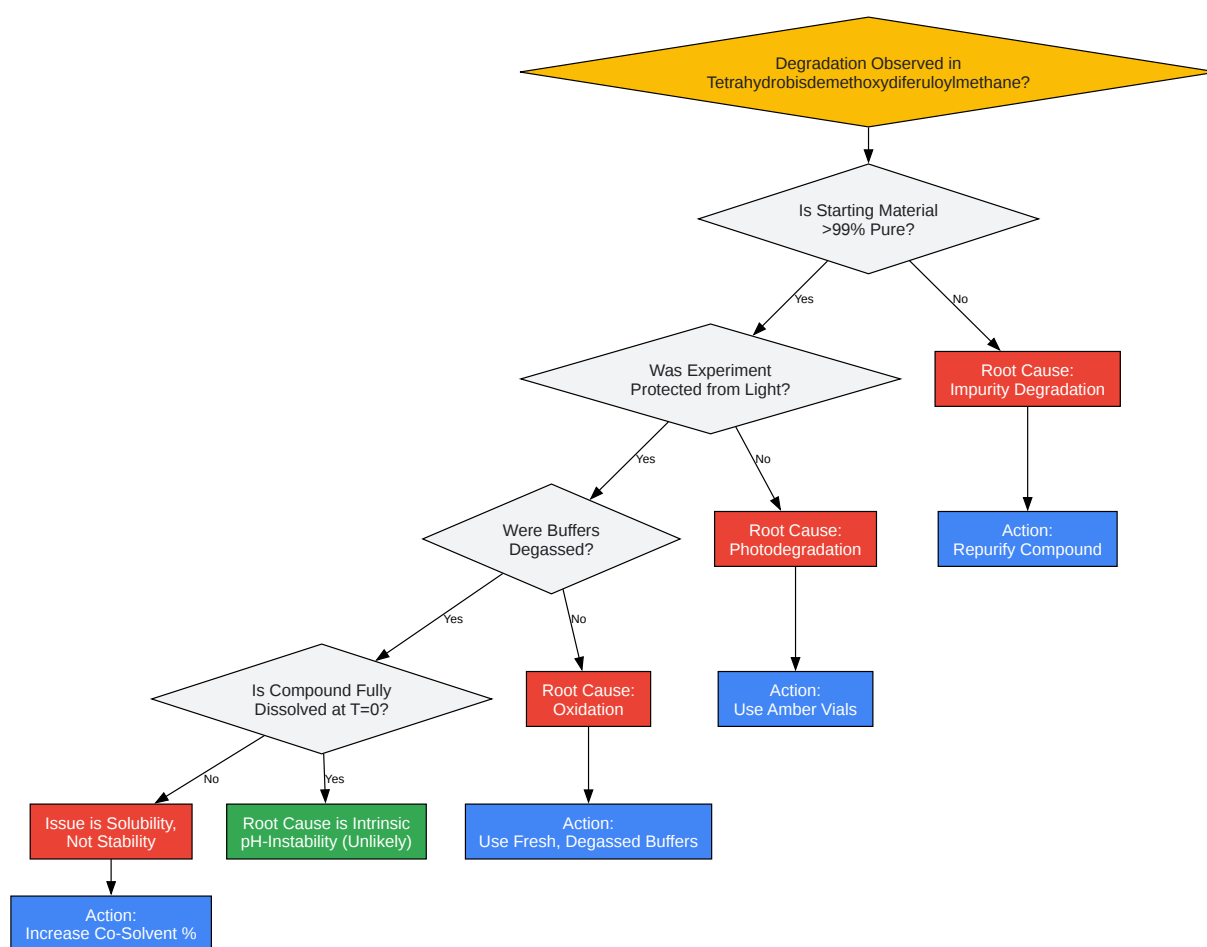 Degradation Observed in
Tetrahydrobisdemethoxydiferuloylmethane?
Is Starting Material
>99% Pure?
Yes
No
Was Experiment
Protected from Light?
Root Cause:
Impurity Degradation
Yes
No
Were Buffers
Degassed?
Root Cause:
Photodegradation
Action:
Repurify Compound
Yes
No
Is Compound Fully
Dissolved at T=0?
Root Cause:
Oxidation
Action:
Use Amber Vials
No
Yes
Issue is Solubility,
Not Stability
Root Cause is Intrinsic
pH-Instability (Unlikely)
Action:
Use Fresh, Degassed Buffers
Action:
Increase Co-Solvent %